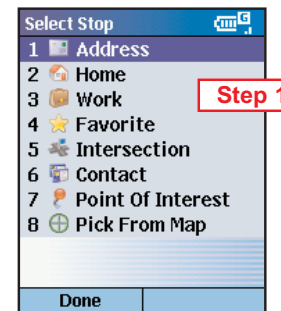 Select Stop
1 Address
2 Home
3 Work
Step 1
4 Favorite
5 Intersection
6 Contact
7 Point Of Interest
8 Pick From Map
Done